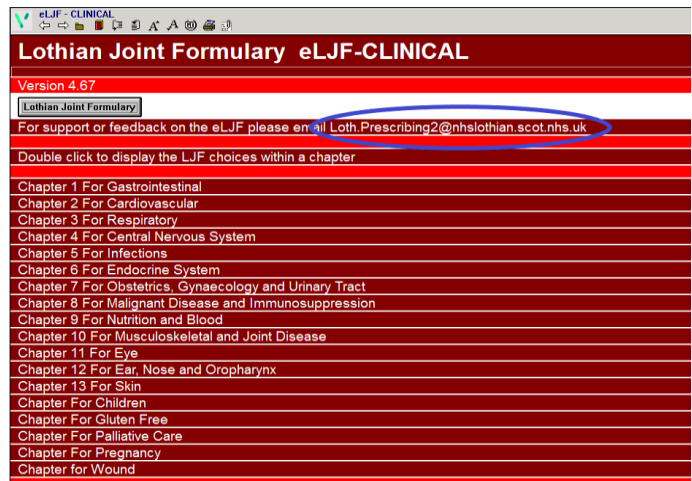 eLJF - CLINICAL
Lothian Joint Formulary eLJF-CLINICAL
Version 4.67
Lothian Joint Formulary
For support or feedback on the eLJF please email Loth.Prescribing2@nhslothian.scot.nhs.uk
Double click to display the LJF choices within a chapter
Chapter 1 For Gastrointestinal
Chapter 2 For Cardiovascular
Chapter 3 For Respiratory
Chapter 4 For Central Nervous System
Chapter 5 For Infections
Chapter 6 For Endocrine System
Chapter 7 For Obstetrics, Gynaecology and Urinary Tract
Chapter 8 For Malignant Disease and Immunosuppression
Chapter 9 For Nutrition and Blood
Chapter 10 For Musculoskeletal and Joint Disease
Chapter 11 For Eye
Chapter 12 For Ear, Nose and Oropharynx
Chapter 13 For Skin
Chapter For Children
Chapter For Gluten Free
Chapter For Palliative Care
Chapter For Pregnancy
Chapter for Wound